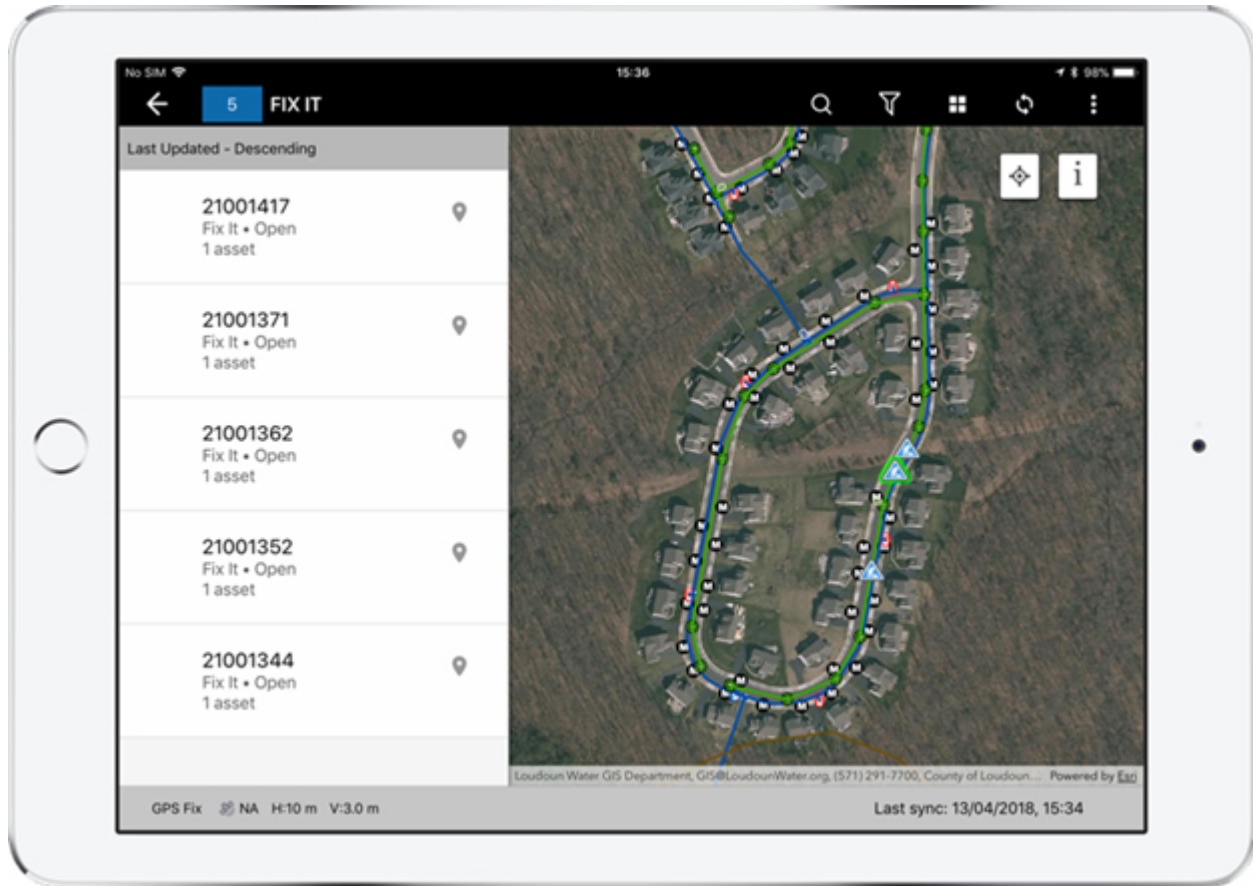 No SIM 15:36 98%
5 FIX IT
Last Updated - Descending
21001417
Fix It • Open
1 asset
21001371
Fix It • Open
1 asset
21001362
Fix It • Open
1 asset
21001352
Fix It • Open
1 asset
21001344
Fix It • Open
1 asset
i
M
Loudoun Water GIS Department, GIS@LoudounWater.org, (571) 291-7700, County of Loudoun... Powered by Esri
GPS Fix NA H:10 m V:3.0 m Last sync: 13/04/2018, 15:34